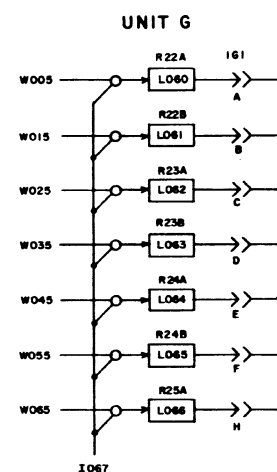 UNIT G
R22A IGI
W005 L060 A
R22B
W015 L061 B
R23A
W025 L062 C
R23B
W035 L063 D
R24A
W045 L064 E
R24B
W055 L065 F
R25A
W065 L066 H
I067